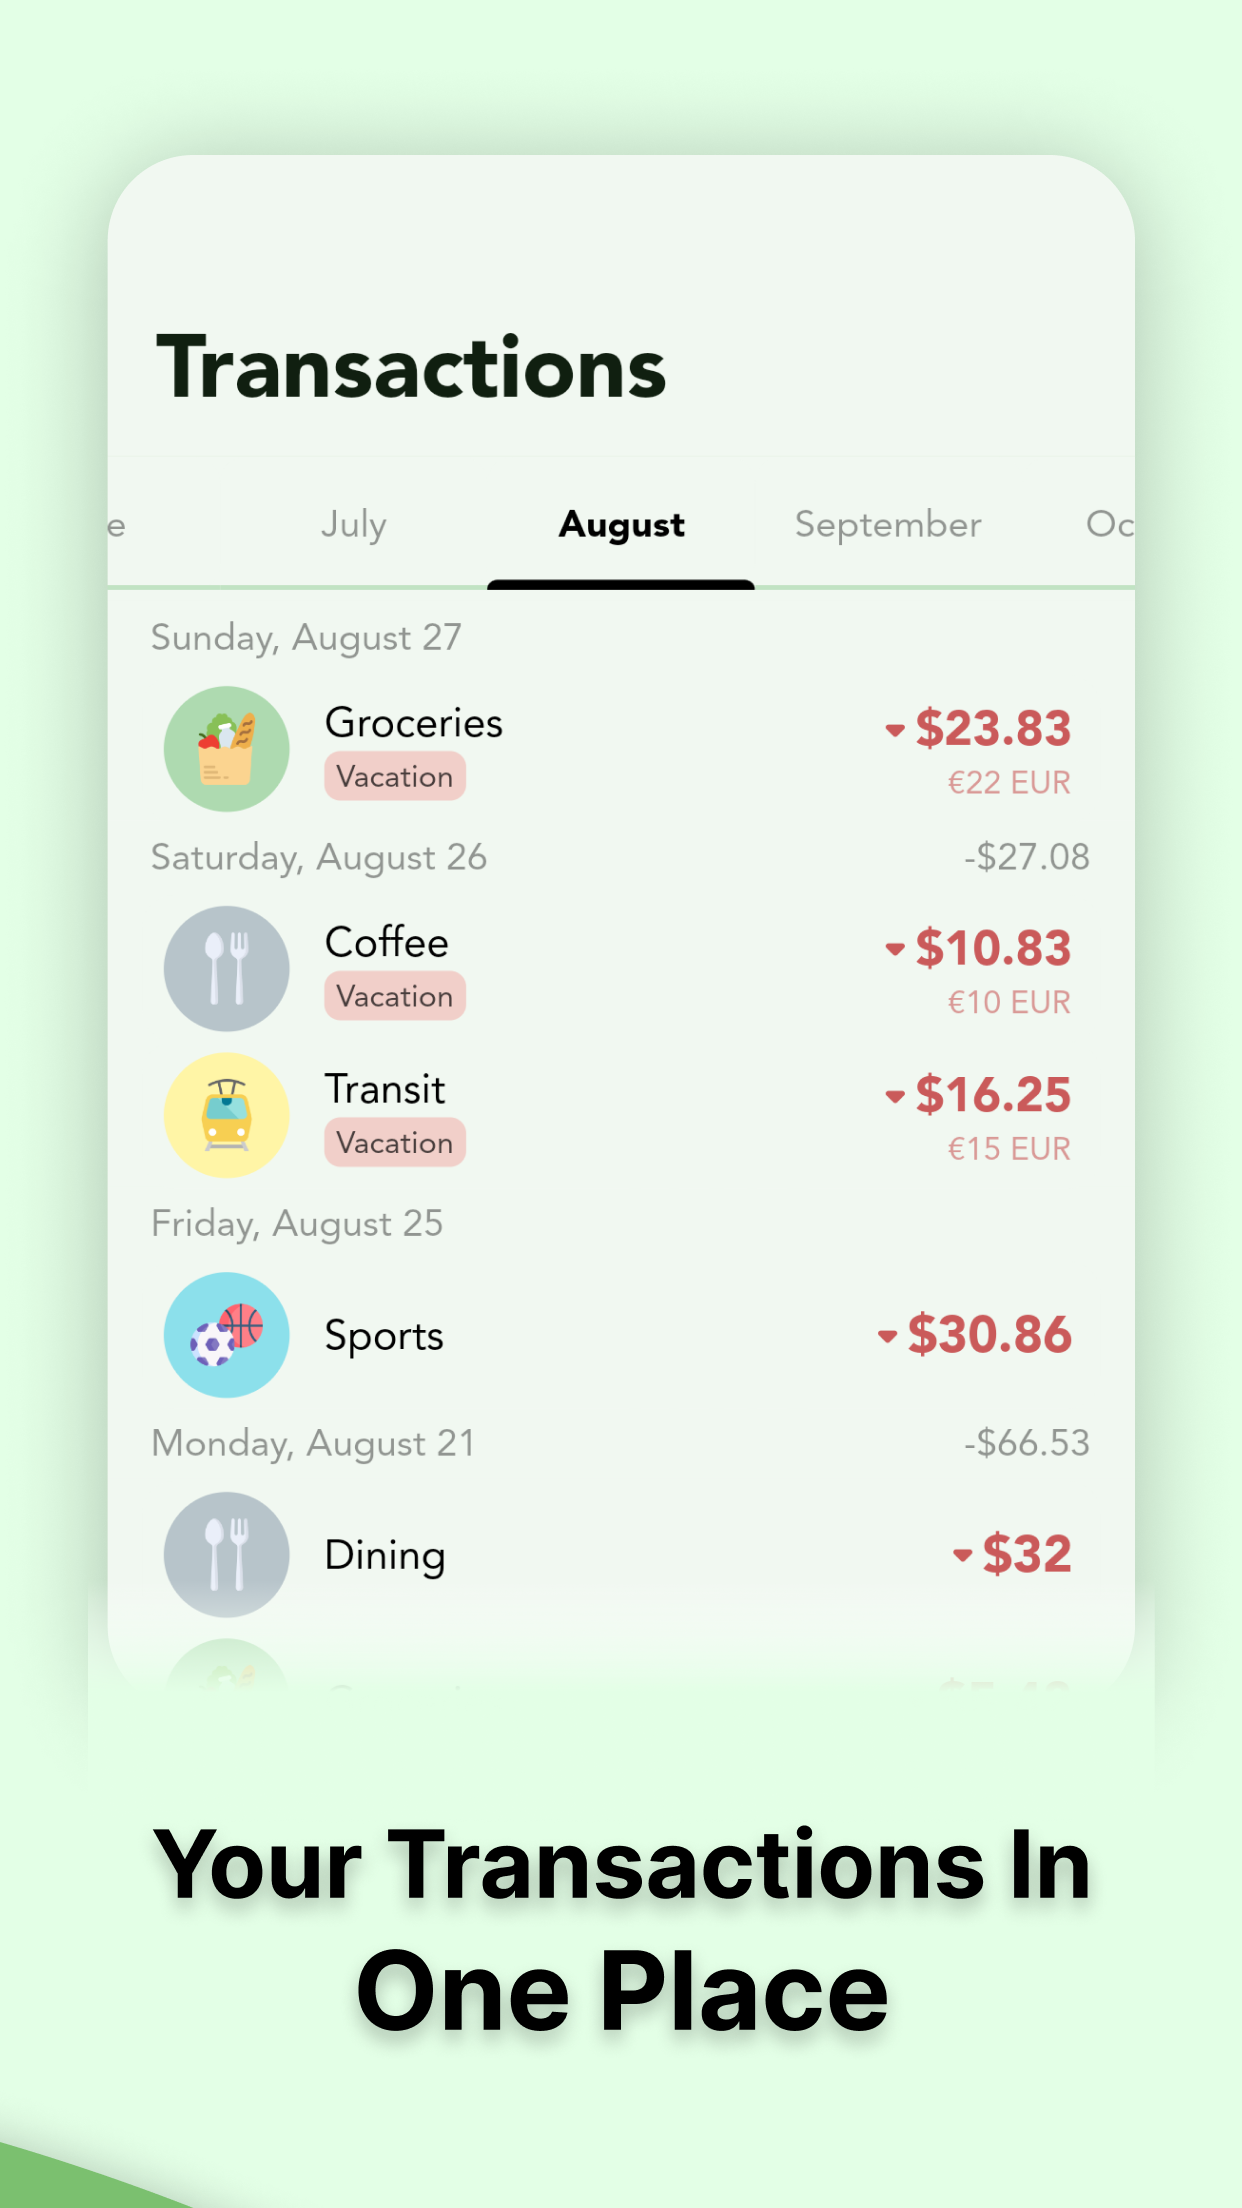 Transactions
e July August September Oc
Sunday, August 27
Groceries $23.83
Vacation €22 EUR
Saturday, August 26 -$27.08
Coffee $10.83
Vacation €10 EUR
Transit $16.25
Vacation €15 EUR
Friday, August 25
Sports $30.86
Monday, August 21 -$66.53
Dining $32
Your Transactions In
One Place